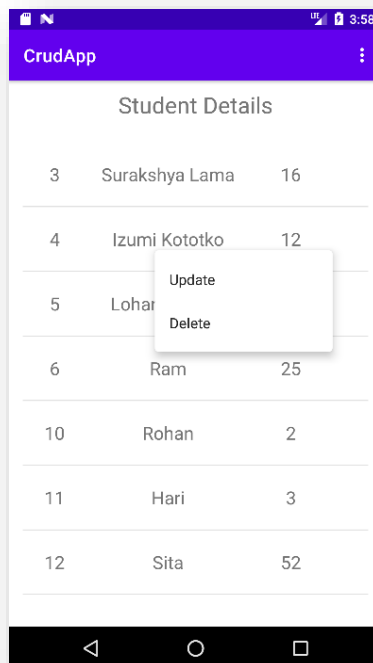 LTE 3:58
CrudApp
Student Details
3 Surakshya Lama 16
4 Izumi Kototko 12
Update
5
Delete
6 Ram 25
10 Rohan 2
11 Hari 3
12 Sita 52